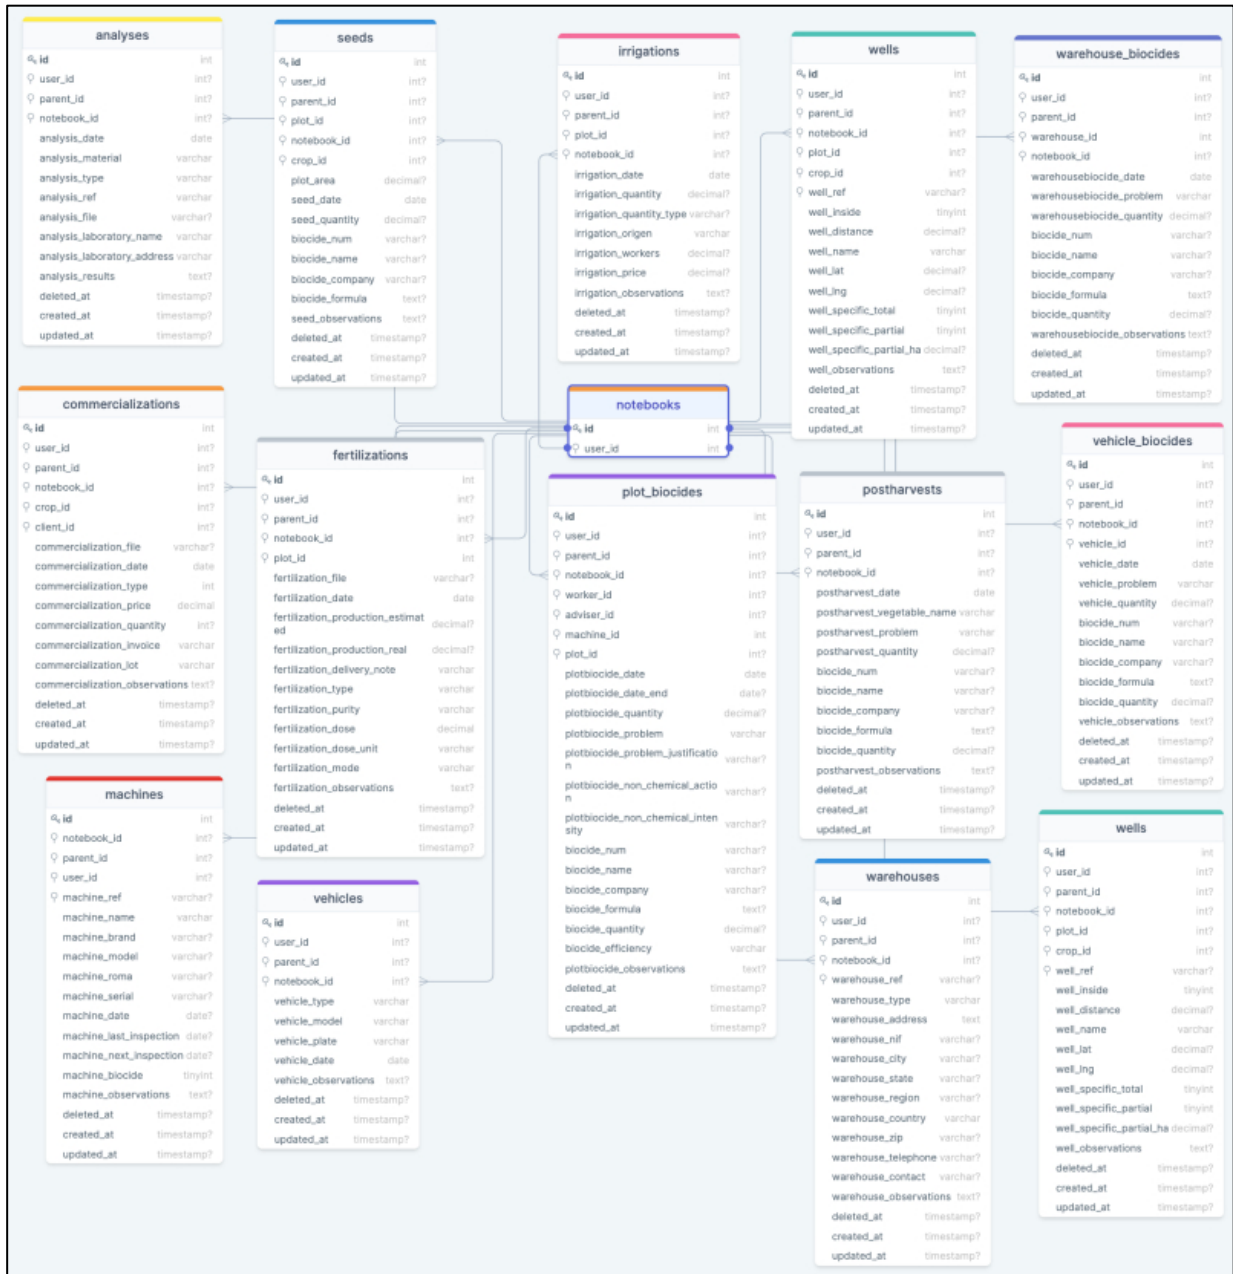 analyses
id int
user_id int?
parent_id int?
notebook_id int?
analysis_date date
analysis_material varchar
analysis_type varchar
analysis_ref varchar
analysis_file varchar?
analysis_laboratory_name varchar
analysis_laboratory_address varchar
analysis_results text?
deleted_at timestamp?
created_at timestamp?
updated_at timestamp?
seeds
id int
user_id int?
parent_id int?
plot_id int?
notebook_id int?
crop_id int?
plot_area decimal?
seed_date date
seed_quantity decimal?
biocide_num varchar?
biocide_name varchar?
biocide_company varchar?
biocide_formula text?
seed_observations text?
deleted_at timestamp?
created_at timestamp?
updated_at timestamp?
irrigations
id int
user_id int?
parent_id int?
plot_id int?
notebook_id int?
irrigation_date date
irrigation_quantity decimal?
irrigation_quantity_type varchar?
irrigation_origen varchar
irrigation_workers decimal?
irrigation_price decimal?
irrigation_observations text?
deleted_at timestamp?
created_at timestamp?
updated_at timestamp?
wells
id int
user_id int?
parent_id int?
notebook_id int?
plot_id int?
crop_id int?
well_ref varchar?
well_inside tinyint
well_distance decimal?
well_name varchar
well_lat decimal?
well_lng decimal?
well_specific_total tinyint
well_specific_partial tinyint
well_specific_partial_ha decimal?
well_observations text?
deleted_at timestamp?
created_at timestamp?
updated_at timestamp?
warehouse_biocides
id int
user_id int?
parent_id int?
warehouse_id int
notebook_id int?
warehousebiocide_date date
warehousebiocide_problem varchar
warehousebiocide_quantity decimal?
biocide_num varchar?
biocide_name varchar?
biocide_company varchar?
biocide_formula text?
biocide_quantity decimal?
warehousebiocide_observations text?
deleted_at timestamp?
created_at timestamp?
updated_at timestamp?
commercializations
id int
user_id int?
parent_id int?
notebook_id int?
crop_id int?
client_id int?
commercialization_file varchar?
commercialization_date date
commercialization_type int
commercialization_price decimal
commercialization_quantity int?
commercialization_invoice varchar
commercialization_lot varchar
commercialization_observations text?
deleted_at timestamp?
created_at timestamp?
updated_at timestamp?
fertilizations
id int
user_id int?
parent_id int?
notebook_id int?
plot_id int
fertilization_file varchar?
fertilization_date date
fertilization_production_estimat
ed decimal?
fertilization_production_real decimal?
fertilization_delivery_note varchar
fertilization_type varchar
fertilization_purity varchar
fertilization_dose decimal
fertilization_dose_unit varchar
fertilization_mode varchar
fertilization_observations text?
deleted_at timestamp?
created_at timestamp?
updated_at timestamp?
notebooks
id int
user_id int
plot_biocides
id int
user_id int?
parent_id int?
notebook_id int?
worker_id int?
adviser_id int?
machine_id int
plot_id int?
plotbiocide_date date
plotbiocide_date_end date?
plotbiocide_quantity decimal?
plotbiocide_problem varchar
plotbiocide_problem_justificatio
n varchar?
plotbiocide_non_chemical_actio
n varchar?
plotbiocide_non_chemical_inten
sity varchar?
biocide_num varchar?
biocide_name varchar?
biocide_company varchar?
biocide_formula text?
biocide_quantity decimal?
biocide_efficiency varchar
plotbiocide_observations text?
deleted_at timestamp?
created_at timestamp?
updated_at timestamp?
postharvests
id int
user_id int?
parent_id int?
notebook_id int?
postharvest_date date
postharvest_vegetable_name varchar
postharvest_problem varchar
postharvest_quantity decimal?
biocide_num varchar?
biocide_name varchar?
biocide_company varchar?
biocide_formula text?
biocide_quantity decimal?
postharvest_observations text?
deleted_at timestamp?
created_at timestamp?
updated_at timestamp?
vehicle_biocides
id int
user_id int?
parent_id int?
notebook_id int?
vehicle_id int?
vehicle_date date
vehicle_problem varchar
vehicle_quantity decimal?
biocide_num varchar?
biocide_name varchar?
biocide_company varchar?
biocide_formula text?
biocide_quantity decimal?
vehicle_observations text?
deleted_at timestamp?
created_at timestamp?
updated_at timestamp?
machines
id int
notebook_id int?
parent_id int?
user_id int?
machine_ref varchar?
machine_name varchar
machine_brand varchar?
machine_model varchar?
machine_roma varchar?
machine_serial varchar?
machine_date date?
machine_last_inspection date?
machine_next_inspection date?
machine_biocide tinyint
machine_observations text?
deleted_at timestamp?
created_at timestamp?
updated_at timestamp?
vehicles
id int
user_id int?
parent_id int?
notebook_id int?
vehicle_type varchar
vehicle_model varchar
vehicle_plate varchar
vehicle_date date
vehicle_observations text?
deleted_at timestamp?
created_at timestamp?
updated_at timestamp?
warehouses
id int
user_id int?
parent_id int?
notebook_id int?
warehouse_ref varchar?
warehouse_type varchar
warehouse_address text
warehouse_nif varchar?
warehouse_city varchar?
warehouse_state varchar?
warehouse_region varchar?
warehouse_country varchar
warehouse_zip varchar?
warehouse_telephone varchar?
warehouse_contact varchar?
warehouse_observations text?
deleted_at timestamp?
created_at timestamp?
updated_at timestamp?
wells
id int
user_id int?
parent_id int?
notebook_id int?
plot_id int?
crop_id int?
well_ref varchar?
well_inside tinyint
well_distance decimal?
well_name varchar
well_lat decimal?
well_lng decimal?
well_specific_total tinyint
well_specific_partial tinyint
well_specific_partial_ha decimal?
well_observations text?
deleted_at timestamp?
created_at timestamp?
updated_at timestamp?